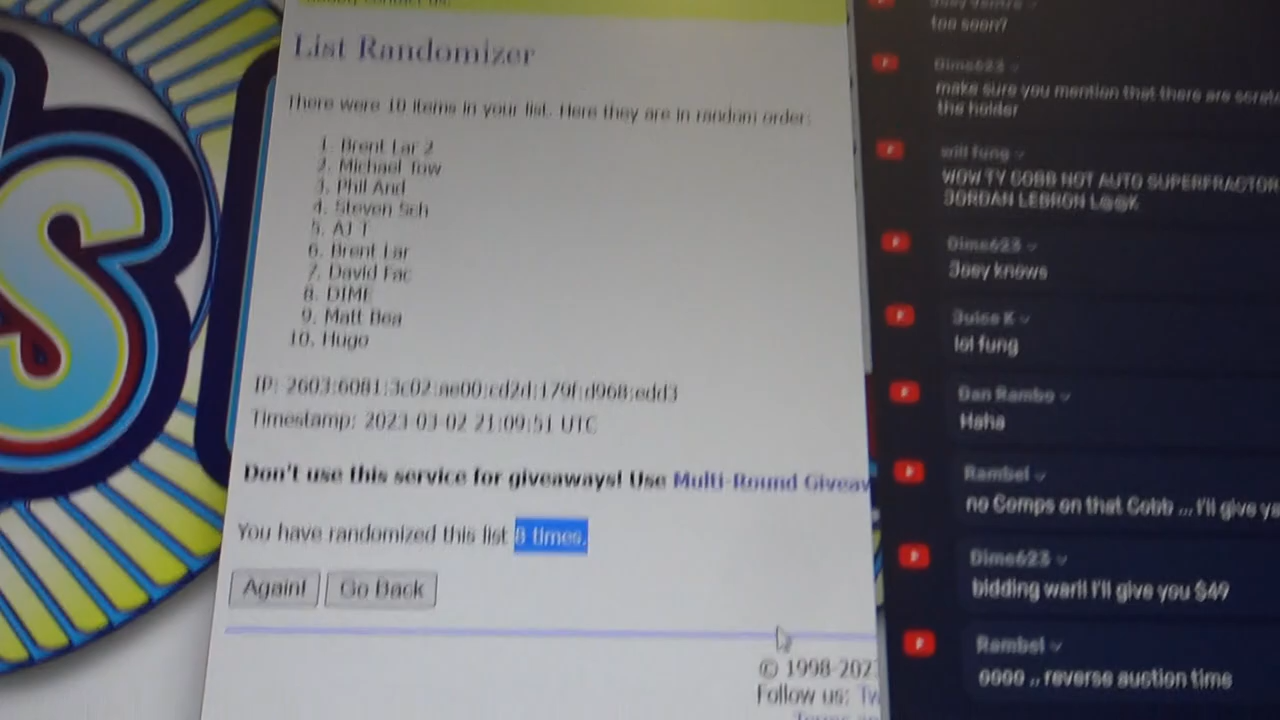 List Randomizer
There were 10 items in your list. Here they are in random order:
1. Brent Lar 2
2. Michael Tow
3. Phil And
4. Steven Sch
5. AJ T
6. Brent Lar
7. David Fac
8. DIME
9. Matt Bea
10. Hugo
IP: 2603:6081:3c02:ae00:cd2d:179f:d968:edd3
Timestamp: 2023-03-02 21:09:51 UTC
Don't use this service for giveaways! Use Multi-Round Giveaw
You have randomized this list 8 times.
Again! Go Back
© 1998-202
Follow us: Tw
too soon?
Dime623
make sure you mention that there are scrat
the holder
will fung
WOW TY COBB NOT AUTO SUPERFRACTOR
JORDAN LEBRON L@@K
Dime623
Joey knows
Juice K
lol fung
Dan Rambo
Haha
Rambel
no Comps on that Cobb ... I'll give yo
Dime623
bidding war!! I'll give you $49
Rambel
oooo .. reverse auction time
S